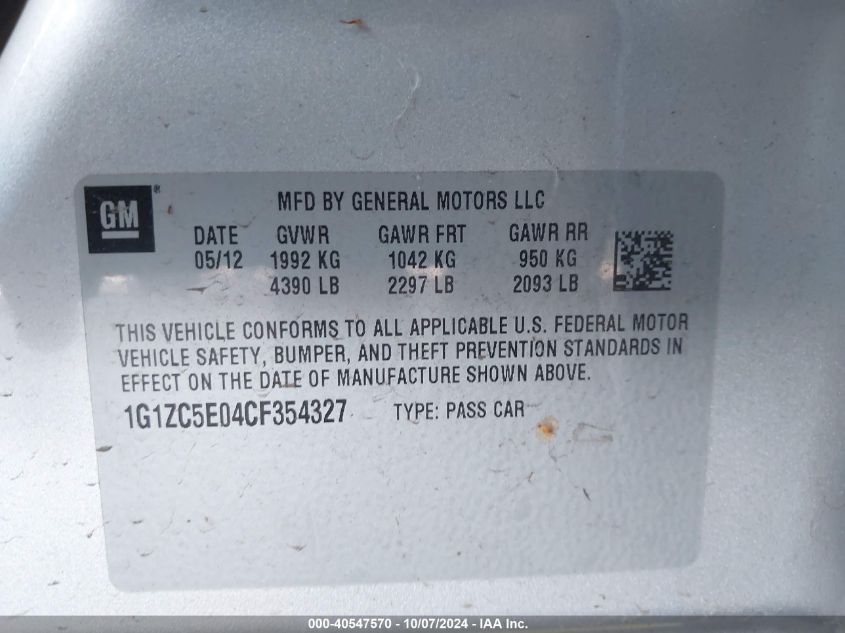 GM® MFD BY GENERAL MOTORS LLC
DATE GVWR GAWR FRT GAWR RR
05/12 1992 KG 1042 KG 950 KG
4390 LB 2297 LB 2093 LB
THIS VEHICLE CONFORMS TO ALL APPLICABLE U.S. FEDERAL MOTOR
VEHICLE SAFETY, BUMPER, AND THEFT PREVENTION STANDARDS IN
EFFECT ON THE DATE OF MANUFACTURE SHOWN ABOVE.
1G1ZC5E04CF354327 TYPE: PASS CAR
000-40547570 - 10/07/2024 - IAA Inc.